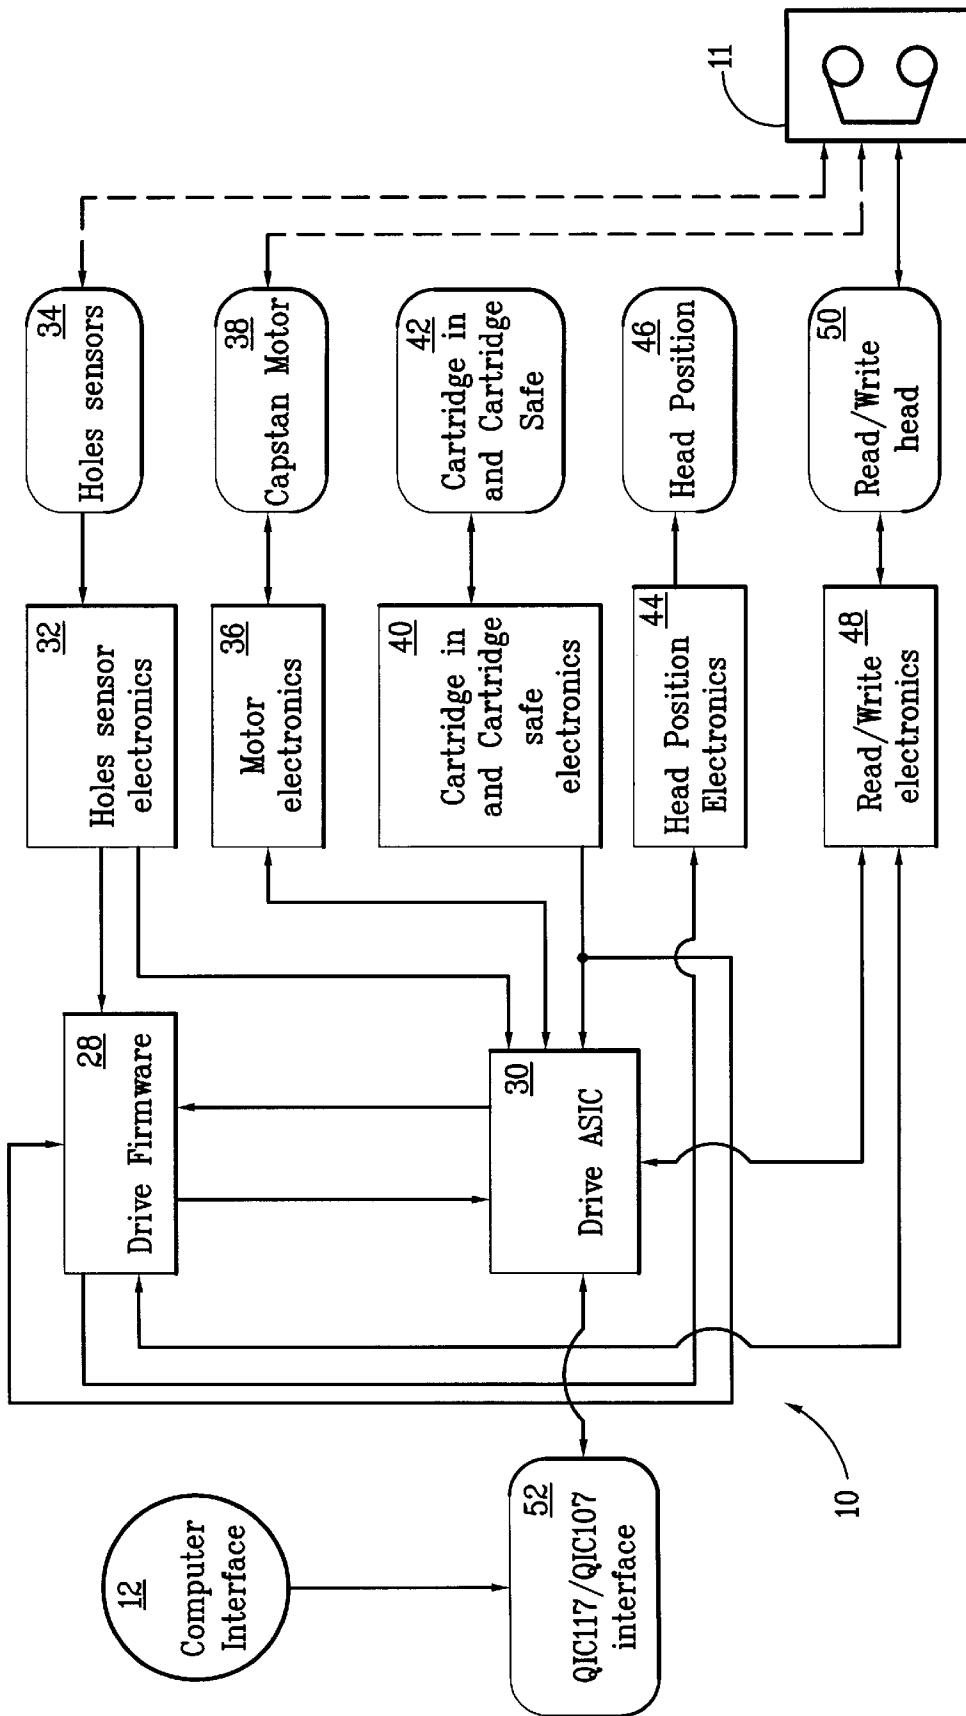 12
Computer
Interface
52
QIC117/QIC107
interface
28
Drive Firmware
30
Drive ASIC
32
Holes sensor
electronics
36
Motor
electronics
40
Cartridge in
and Cartridge
safe
electronics
44
Head Position
Electronics
48
Read/Write
electronics
34
Holes sensors
38
Capstan Motor
42
Cartridge in
and Cartridge
Safe
46
Head Position
50
Read/Write
head
11
10